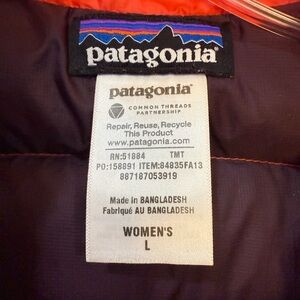 patagonia®
patagonia®
COMMON THREADS
PARTNERSHIP
Repair, Reuse, Recycle
This Product
www.patagonia.com
RN:51884 TMT
PO:158891 ITEM:84835FA13
887187053919
Made in BANGLADESH
Fabriqué AU BANGLADESH
WOMEN'S
L